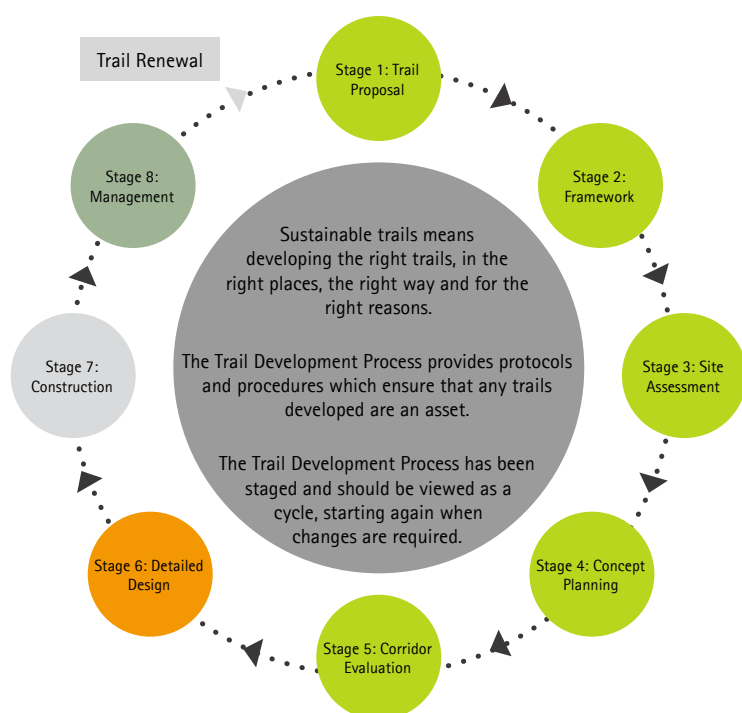 Trail Renewal
Stage 1: Trail
Proposal
Stage 2:
Framework
Stage 3: Site
Assessment
Stage 4: Concept
Planning
Stage 5: Corridor
Evaluation
Stage 6: Detailed
Design
Stage 7:
Construction
Stage 8:
Management
Sustainable trails means
developing the right trails, in the
right places, the right way and for the
right reasons.
The Trail Development Process provides protocols
and procedures which ensure that any trails
developed are an asset.
The Trail Development Process has been
staged and should be viewed as a
cycle, starting again when
changes are required.